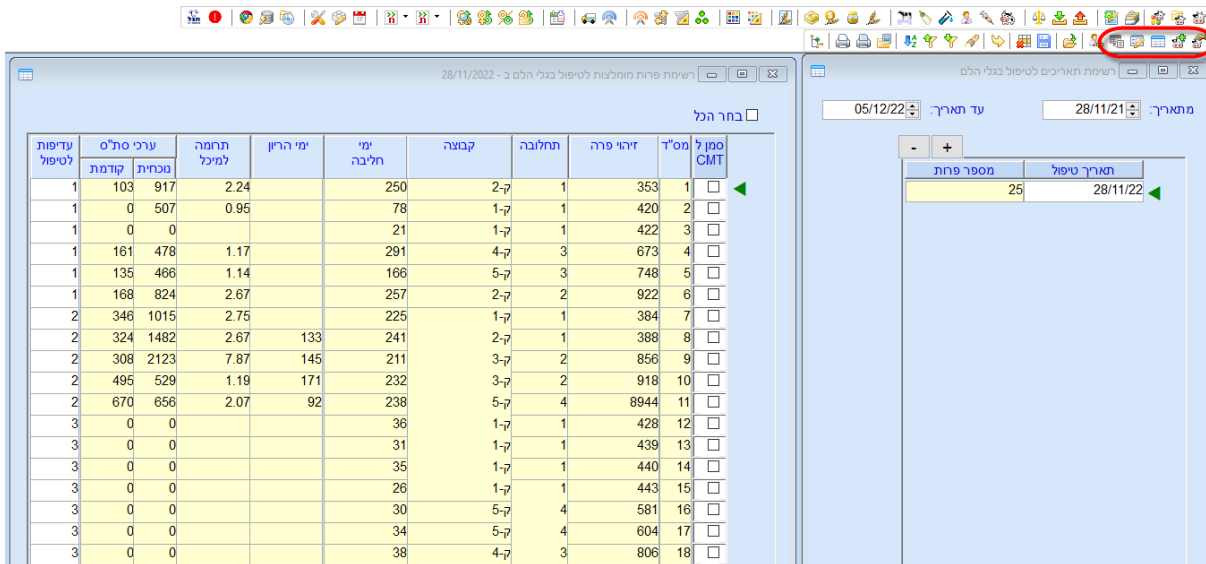 רשימת תאריכים לטיפול בגלי הלם
מתאריך: 28/11/21 עד תאריך: 05/12/22
+ -
תאריך טיפול מספר פרות
28/11/22 25
רשימת פרות מומלצות לטיפול בגלי הלם ב - 28/11/2022
בחר הכל
סמן ל CMT מס"ד זיהוי פרה תחלובה קבוצה ימי חליבה ימי הריון תרומה למיכל ערכי סת"ס עדיפות לטיפול
נוכחית קודמת
1 353 1 ק-2 250 2.24 917 103 1
2 420 1 ק-1 78 0.95 507 0 1
3 422 1 ק-1 21 0 0 1
4 673 3 ק-4 291 1.17 478 161 1
5 748 3 ק-5 166 1.14 466 135 1
6 922 2 ק-2 257 2.67 824 168 1
7 384 1 ק-1 225 2.75 1015 346 2
8 388 1 ק-2 241 133 2.67 1482 324 2
9 856 2 ק-3 211 145 7.87 2123 308 2
10 918 2 ק-3 232 171 1.19 529 495 2
11 8944 4 ק-5 238 92 2.07 656 670 2
12 428 1 ק-1 36 0 0 3
13 439 1 ק-1 31 0 0 3
14 440 1 ק-1 35 0 0 3
15 443 1 ק-1 26 0 0 3
16 581 4 ק-5 30 0 0 3
17 604 4 ק-5 34 0 0 3
18 806 3 ק-4 38 0 0 3